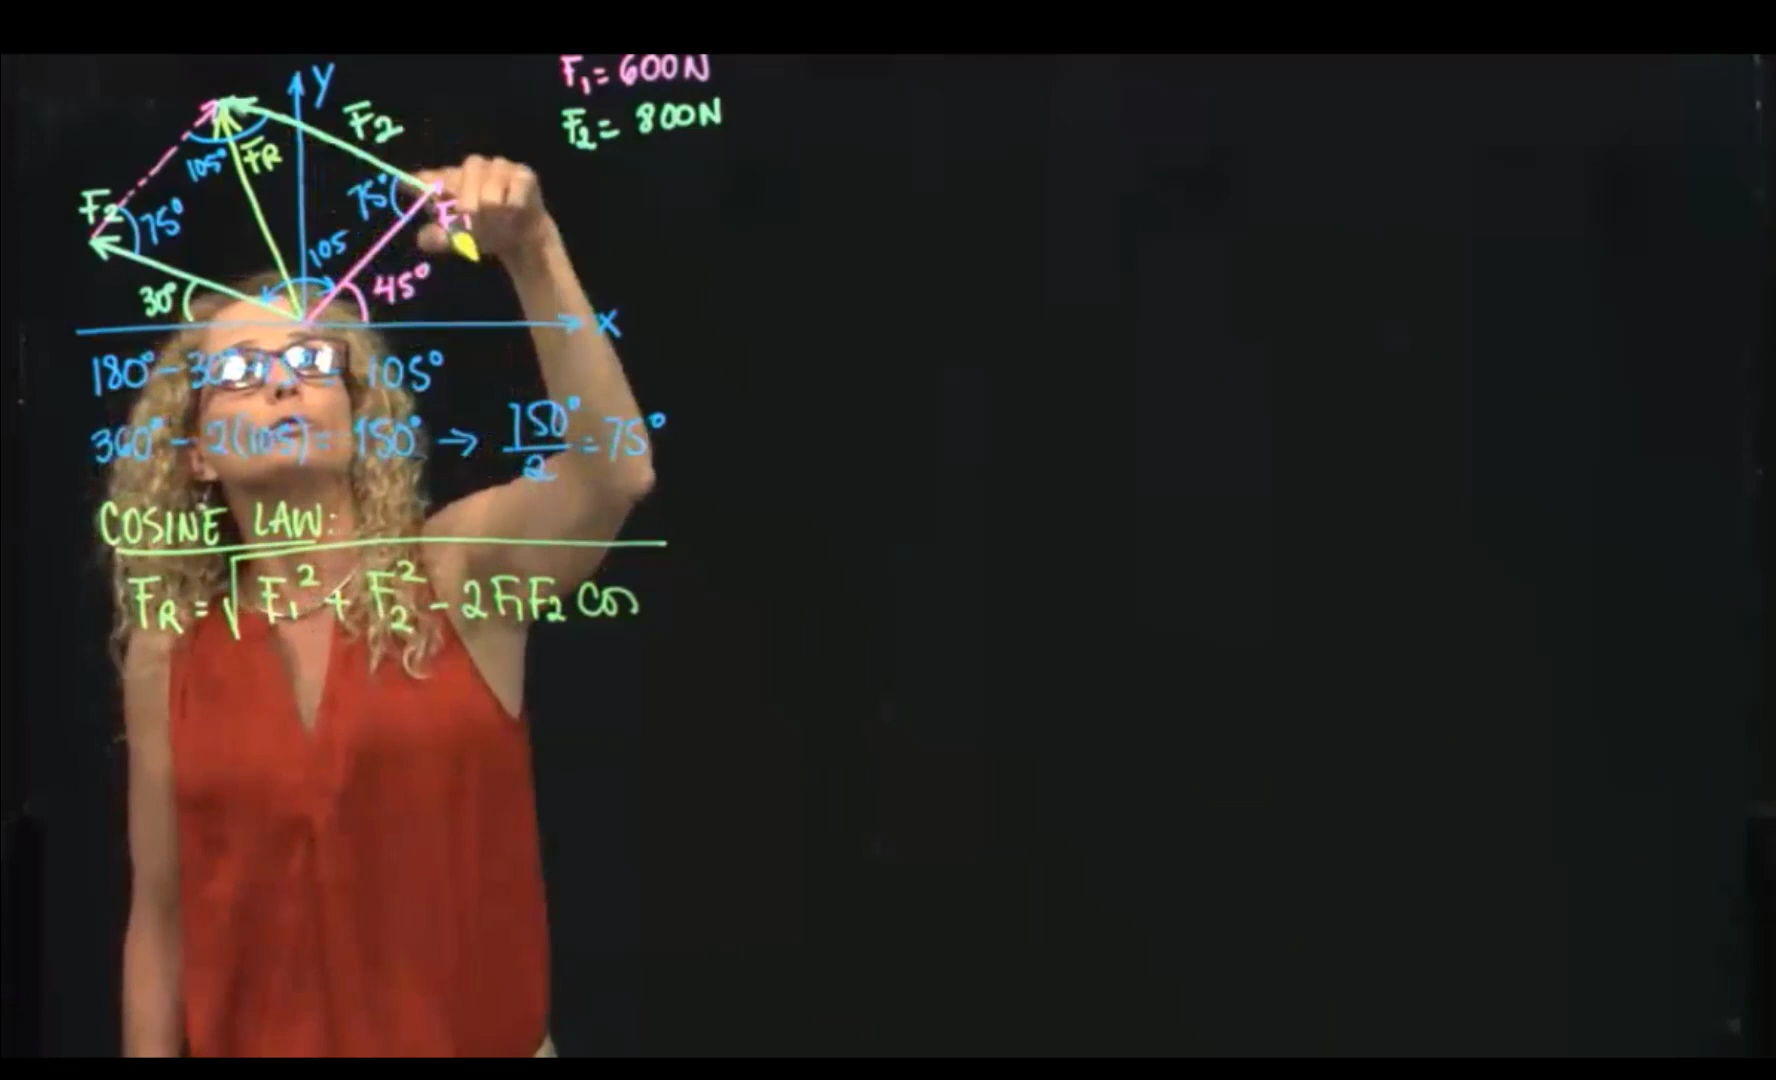 F₁ = 600N
F₂ = 800N
Y
F₂
105°
FR
75°
F₂
75°
F₁
105
30°
45°
X
180° - 30° = 105°
360° - 2(105) = 150° → 150°/2 = 75°
COSINE LAW:
FR = √F₁² + F₂² - 2F₁F₂ Cos